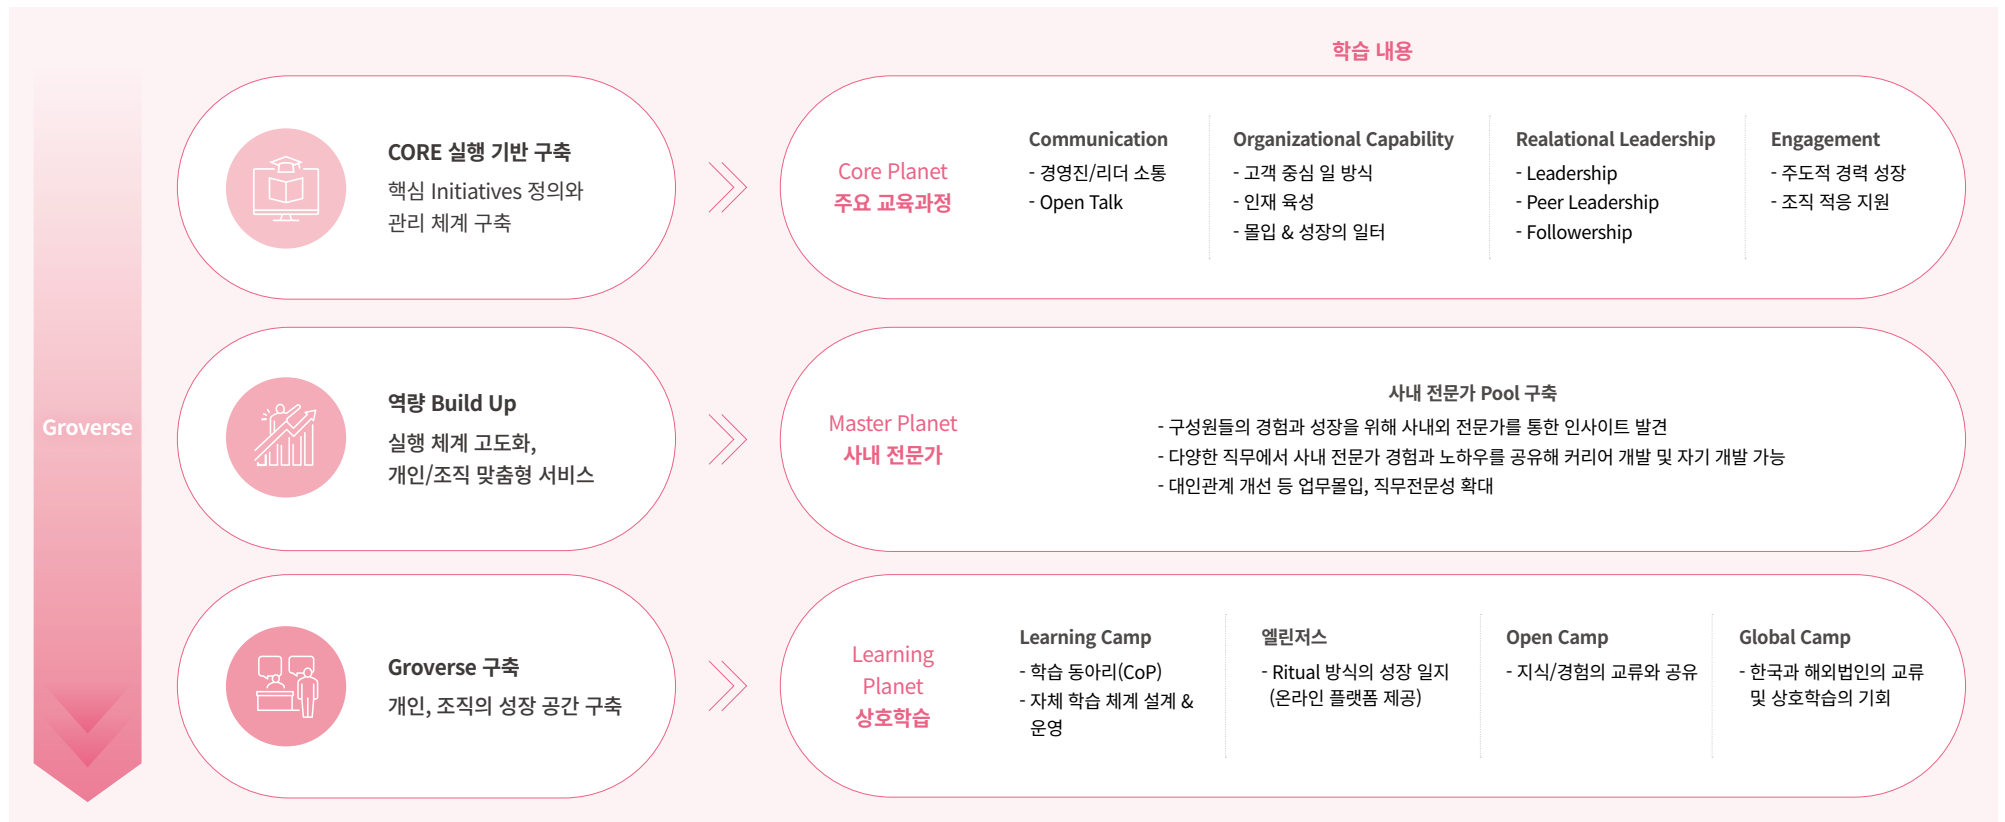 학습 내용
Groverse
CORE 실행 기반 구축
핵심 Initiatives 정의와
관리 체계 구축
Core Planet
주요 교육과정
Communication
- 경영진/리더 소통
- Open Talk
Organizational Capability
- 고객 중심 일 방식
- 인재 육성
- 몰입 & 성장의 일터
Realational Leadership
- Leadership
- Peer Leadership
- Followership
Engagement
- 주도적 경력 성장
- 조직 적응 지원
역량 Build Up
실행 체계 고도화,
개인/조직 맞춤형 서비스
Master Planet
사내 전문가
사내 전문가 Pool 구축
- 구성원들의 경험과 성장을 위해 사내외 전문가를 통한 인사이트 발견
- 다양한 직무에서 사내 전문가 경험과 노하우를 공유해 커리어 개발 및 자기 개발 가능
- 대인관계 개선 등 업무몰입, 직무전문성 확대
Groverse 구축
개인, 조직의 성장 공간 구축
Learning
Planet
상호학습
Learning Camp
- 학습 동아리(CoP)
- 자체 학습 체계 설계 &
운영
엘린저스
- Ritual 방식의 성장 일지
(온라인 플랫폼 제공)
Open Camp
- 지식/경험의 교류와 공유
Global Camp
- 한국과 해외법인의 교류
및 상호학습의 기회